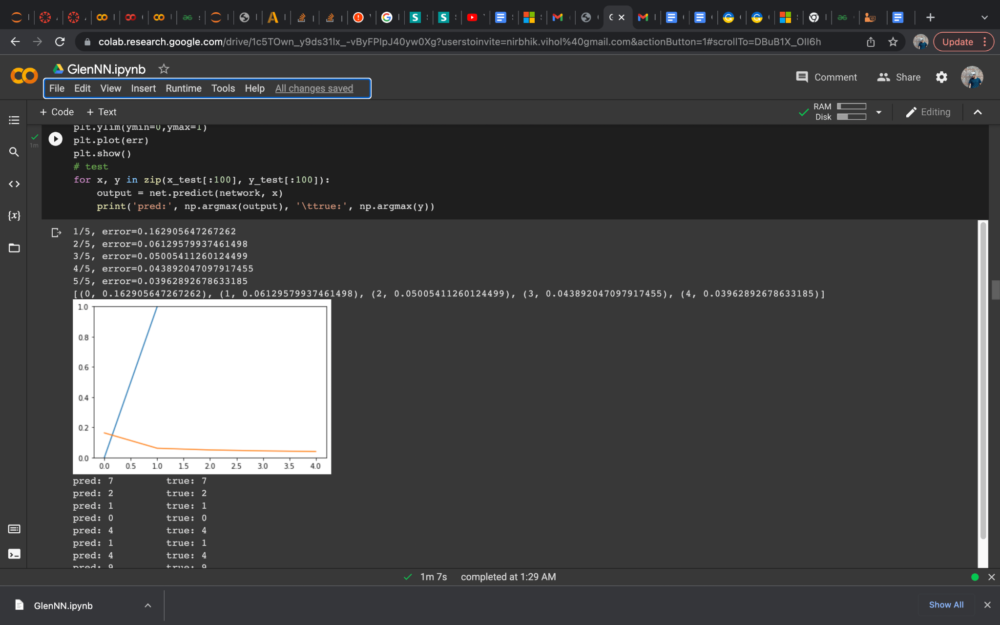 colab.research.google.com/drive/1c5TOwn_y9ds31lx_-vByFPlpJ40yw0Xg?userstoinvite=nirbhik.vihol%40gmail.com&actionButton=1#scrollTo=DBuB1X_OlI6h
Update
GlenNN.ipynb
File Edit View Insert Runtime Tools Help All changes saved
Comment Share
+ Code + Text
RAM
Disk
Editing
plt.ylim(ymin=0,ymax=1)
1m
plt.plot(err)
plt.show()
# test
for x, y in zip(x_test[:100], y_test[:100]):
output = net.predict(network, x)
print('pred:', np.argmax(output), '\ttrue:', np.argmax(y))
{x}
1/5, error=0.162905647267262
2/5, error=0.06129579937461498
3/5, error=0.05005411260124499
4/5, error=0.043892047097917455
5/5, error=0.03962892678633185
[(0, 0.162905647267262), (1, 0.06129579937461498), (2, 0.05005411260124499), (3, 0.043892047097917455), (4, 0.03962892678633185)]
1.0
0.8
0.6
0.4
0.2
0.0
0.0 0.5 1.0 1.5 2.0 2.5 3.0 3.5 4.0
pred: 7 true: 7
pred: 2 true: 2
pred: 1 true: 1
pred: 0 true: 0
pred: 4 true: 4
pred: 1 true: 1
pred: 4 true: 4
pred: 9 true: 9
1m 7s completed at 1:29 AM
GlenNN.ipynb
Show All